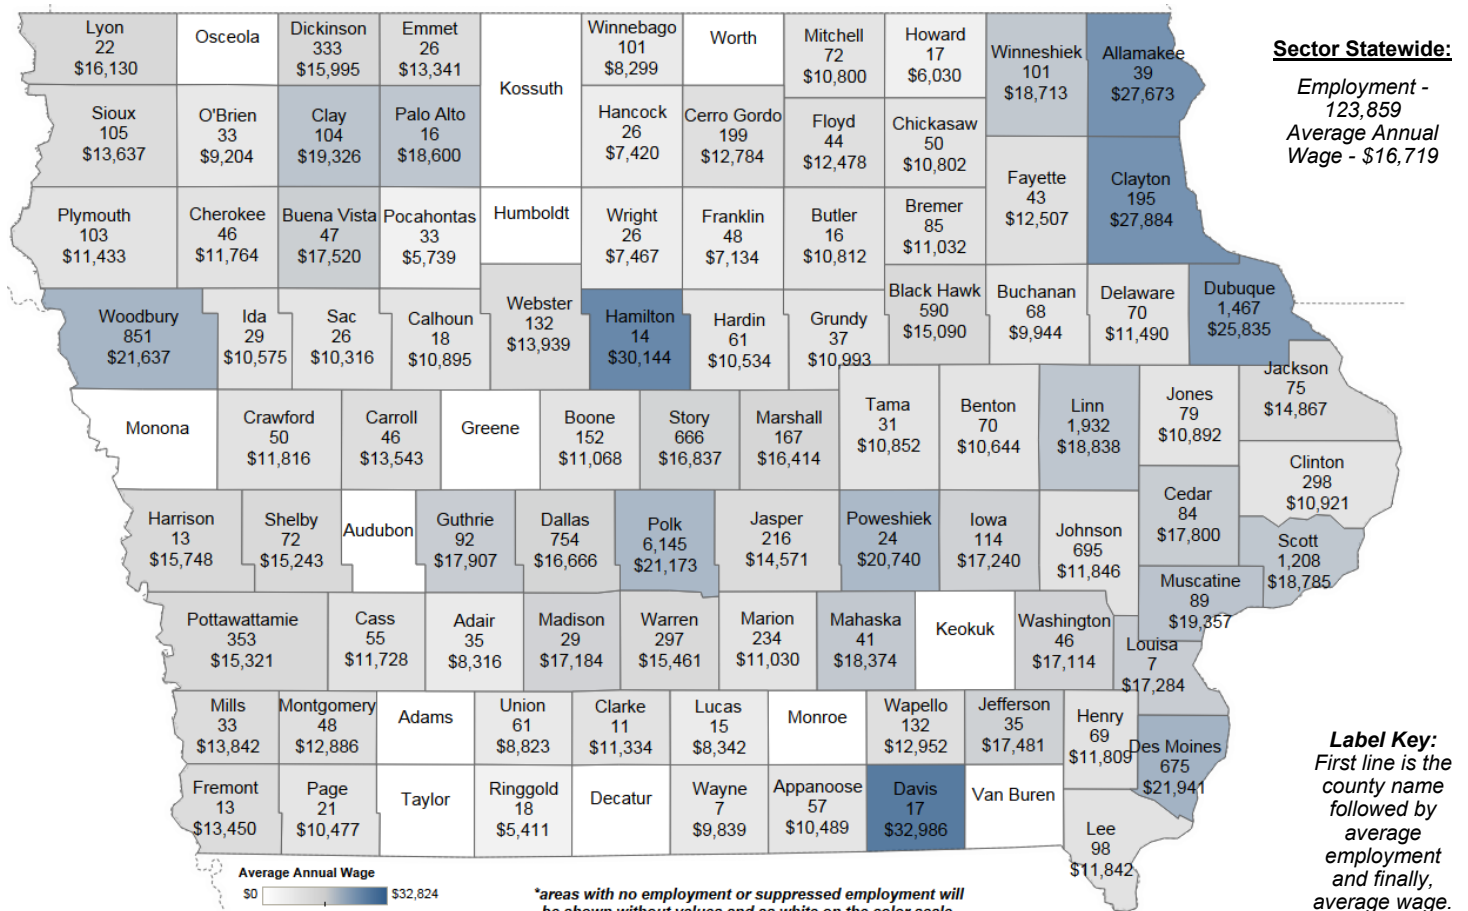 Lyon
22
$16,130
Osceola
Dickinson
333
$15,995
Emmet
26
$13,341
Kossuth
Winnebago
101
$8,299
Worth
Mitchell
72
$10,800
Howard
17
$6,030
Winneshiek
101
$18,713
Allamakee
39
$27,673
Sector Statewide:
Employment -
123,859
Average Annual
Wage - $16,719
Sioux
105
$13,637
O'Brien
33
$9,204
Clay
104
$19,326
Palo Alto
16
$18,600
Hancock
26
$7,420
Cerro Gordo
199
$12,784
Floyd
44
$12,478
Chickasaw
50
$10,802
Fayette
43
$12,507
Clayton
195
$27,884
Plymouth
103
$11,433
Cherokee
46
$11,764
Buena Vista
47
$17,520
Pocahontas
33
$5,739
Humboldt
Wright
26
$7,467
Franklin
48
$7,134
Butler
16
$10,812
Bremer
85
$11,032
Woodbury
851
$21,637
Ida
29
$10,575
Sac
26
$10,316
Calhoun
18
$10,895
Webster
132
$13,939
Hamilton
14
$30,144
Hardin
61
$10,534
Grundy
37
$10,993
Black Hawk
590
$15,090
Buchanan
68
$9,944
Delaware
70
$11,490
Dubuque
1,467
$25,835
Monona
Crawford
50
$11,816
Carroll
46
$13,543
Greene
Boone
152
$11,068
Story
666
$16,837
Marshall
167
$16,414
Tama
31
$10,852
Benton
70
$10,644
Linn
1,932
$18,838
Jones
79
$10,892
Jackson
75
$14,867
Clinton
298
$10,921
Harrison
13
$15,748
Shelby
72
$15,243
Audubon
Guthrie
92
$17,907
Dallas
754
$16,666
Polk
6,145
$21,173
Jasper
216
$14,571
Poweshiek
24
$20,740
Iowa
114
$17,240
Johnson
695
$11,846
Cedar
84
$17,800
Scott
1,208
$18,785
Muscatine
89
$19,357
Pottawattamie
353
$15,321
Cass
55
$11,728
Adair
35
$8,316
Madison
29
$17,184
Warren
297
$15,461
Marion
234
$11,030
Mahaska
41
$18,374
Keokuk
Washington
46
$17,114
Louisa
7
$17,284
Mills
33
$13,842
Montgomery
48
$12,886
Adams
Union
61
$8,823
Clarke
11
$11,334
Lucas
15
$8,342
Monroe
Wapello
132
$12,952
Jefferson
35
$17,481
Henry
69
$11,809
Des Moines
675
$21,941
Fremont
13
$13,450
Page
21
$10,477
Taylor
Ringgold
18
$5,411
Decatur
Wayne
7
$9,839
Appanoose
57
$10,489
Davis
17
$32,986
Van Buren
Lee
98
$11,842
Label Key:
First line is the
county name
followed by
average
employment
and finally,
average wage.
Average Annual Wage
$0
$32,824
*areas with no employment or suppressed employment will
be shown without values and as white on the color scale